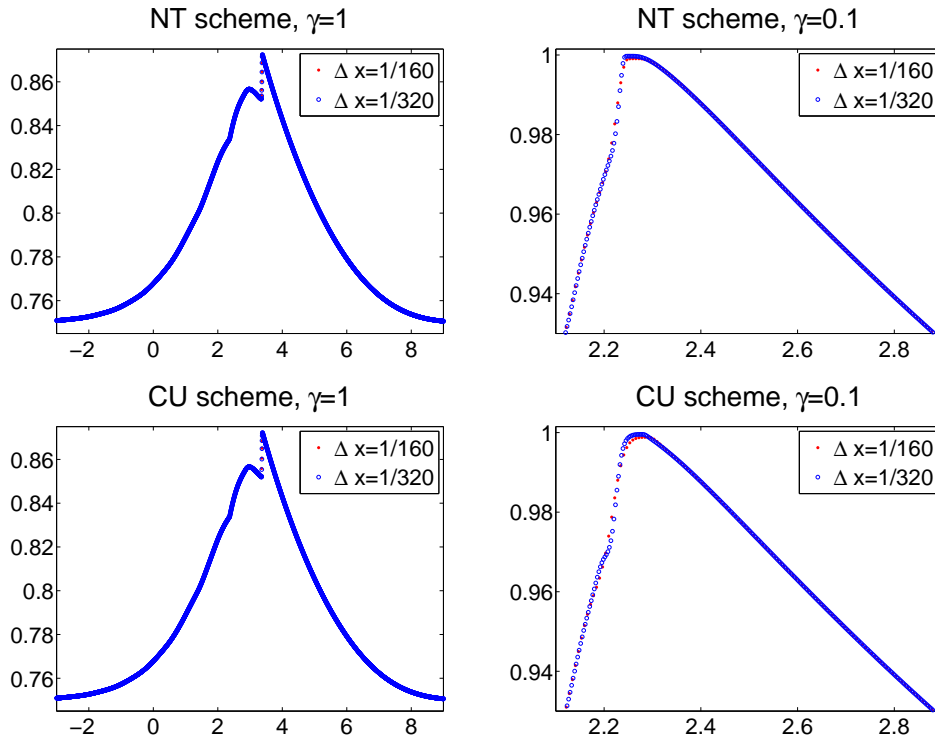 NT scheme, γ=1
NT scheme, γ=0.1
0.86
0.84
0.82
0.8
0.78
0.76
−2 0 2 4 6 8
Δ x=1/160
Δ x=1/320
1
0.98
0.96
0.94
2.2 2.4 2.6 2.8
Δ x=1/160
Δ x=1/320
CU scheme, γ=1
CU scheme, γ=0.1
0.86
0.84
0.82
0.8
0.78
0.76
−2 0 2 4 6 8
Δ x=1/160
Δ x=1/320
1
0.98
0.96
0.94
2.2 2.4 2.6 2.8
Δ x=1/160
Δ x=1/320